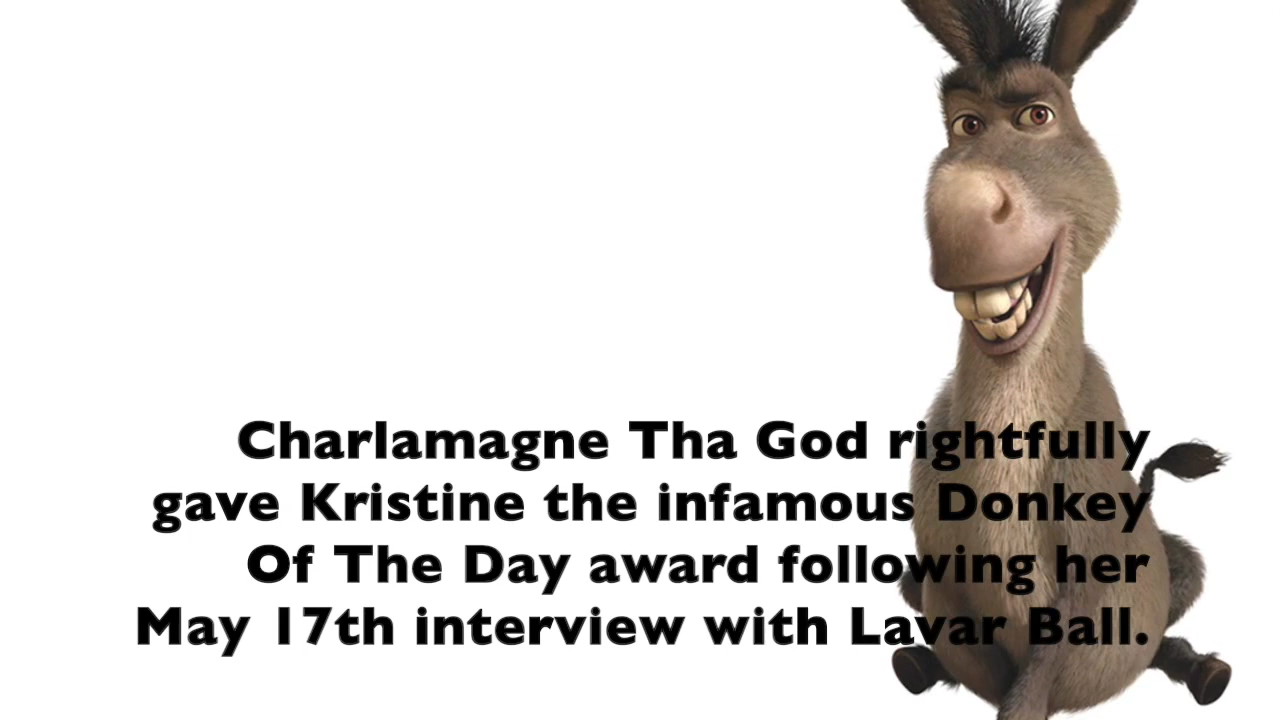 Charlamagne Tha God rightfully
gave Kristine the infamous Donkey
Of The Day award following her
May 17th interview with Lavar Ball.